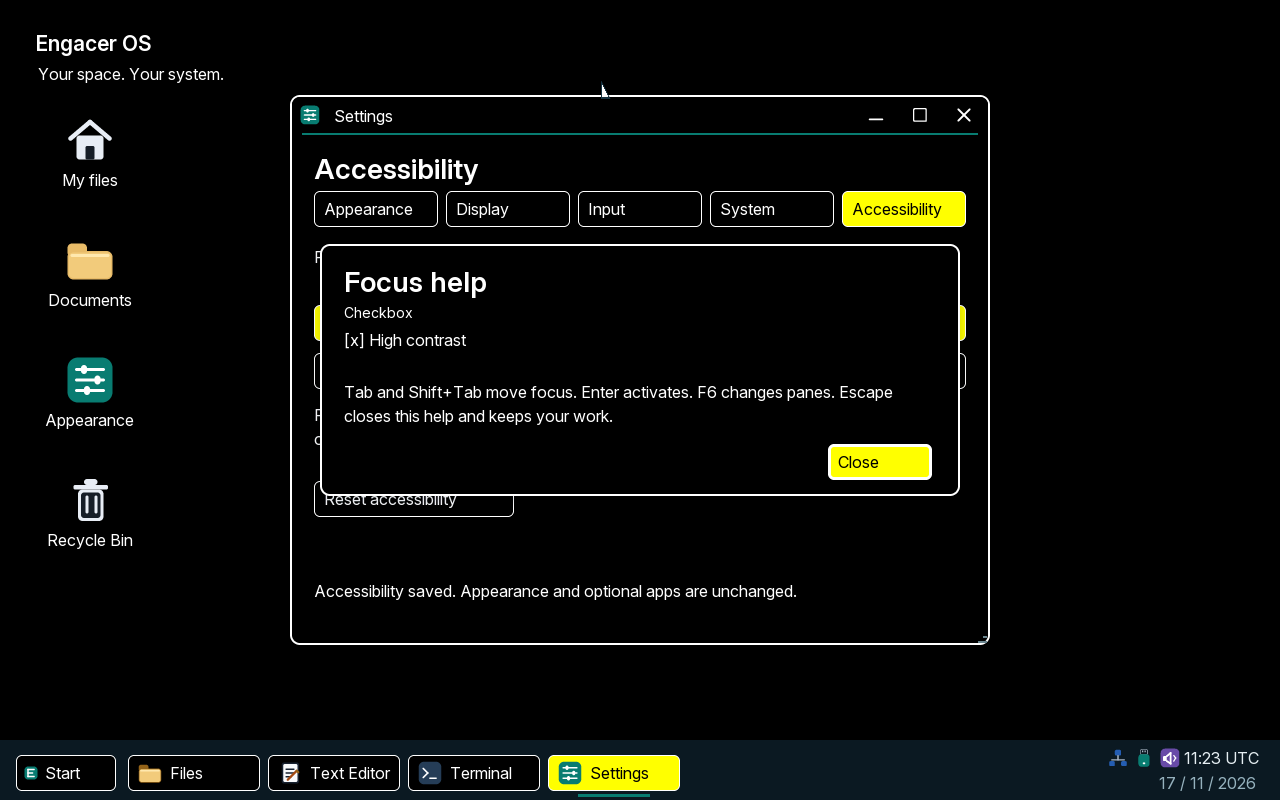 Engacer OS
Your space. Your system.
My files
Documents
Appearance
Recycle Bin
Settings
Accessibility
Appearance
Display
Input
System
Accessibility
Focus help
Checkbox
[x] High contrast
Tab and Shift+Tab move focus. Enter activates. F6 changes panes. Escape
closes this help and keeps your work.
Close
Reset accessibility
Accessibility saved. Appearance and optional apps are unchanged.
Start
Files
Text Editor
Terminal
Settings
11:23 UTC
17 / 11 / 2026